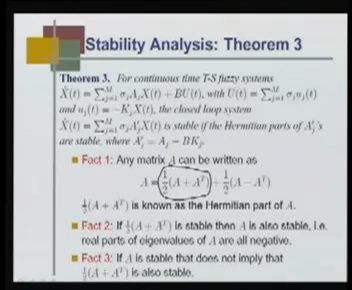 Stability Analysis: Theorem 3
Theorem 3. For continuous time T-S fuzzy systems
Ẋ(t) = Σ_{j=1}^{M} σ_j A_j X(t) + BU(t), with U(t) = Σ_{j=1}^{M} σ_j u_j(t)
and u_j(t) = −K_j X(t), the closed loop system
Ẋ(t) = Σ_{j=1}^{M} σ_j A'_j X(t) is stable if the Hermitian parts of A'_j's
are stable, where A'_j = A_j − BK_j.
Fact 1: Any matrix A can be written as
A = ½(A + A^T) + ½(A − A^T)
½(A + A^T) is known as the Hermitian part of A.
Fact 2: If ½(A + A^T) is stable then A is also stable, i.e.
real parts of eigenvalues of A are all negative.
Fact 3: If A is stable that does not imply that
½(A + A^T) is also stable.